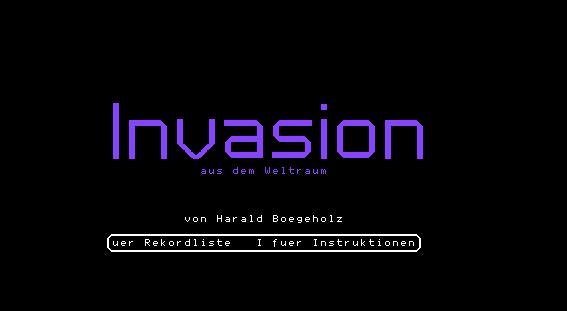 Invasion
aus dem Weltraum
von Harald Boegeholz
uer Rekordliste   I fuer Instruktionen